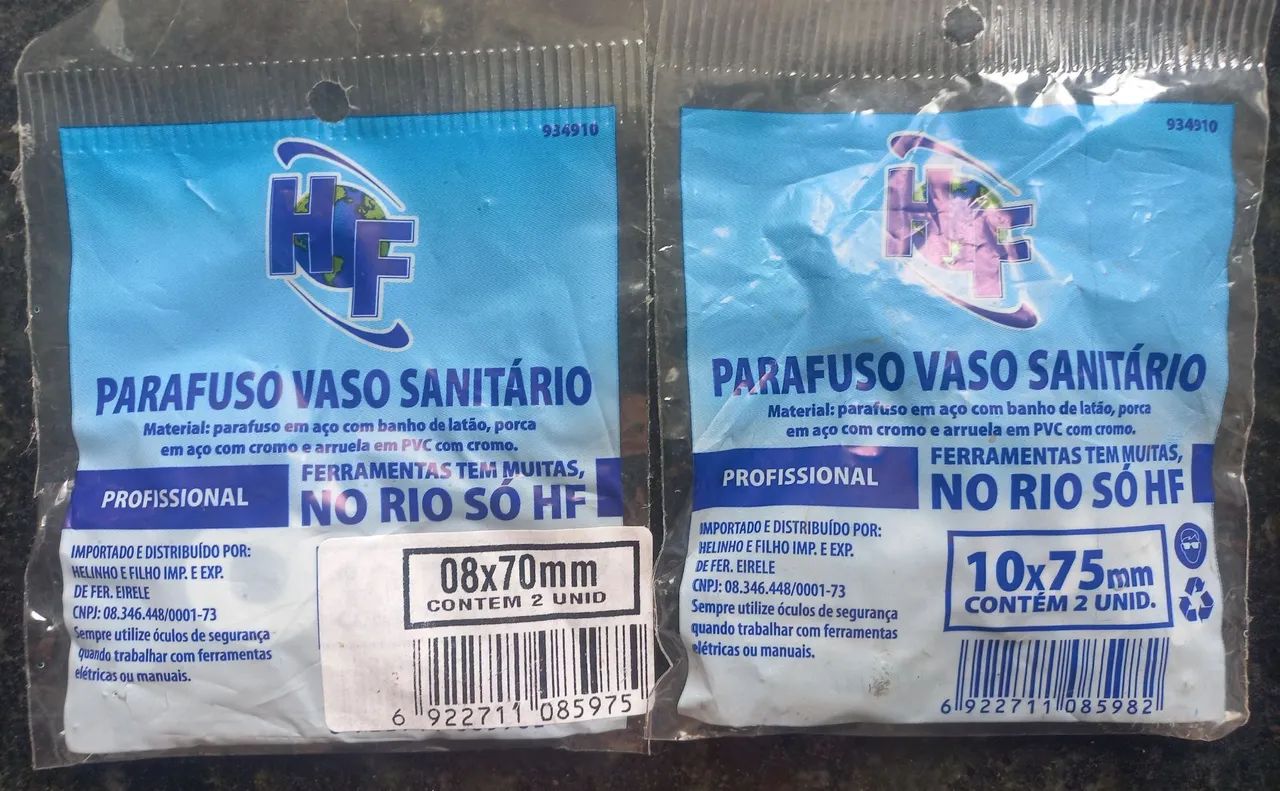 934910
HF
PARAFUSO VASO SANITÁRIO
Material: parafuso em aço com banho de latão, porca
em aço com cromo e arruela em PVC com cromo.
PROFISSIONAL
FERRAMENTAS TEM MUITAS,
NO RIO SÓ HF
IMPORTADO E DISTRIBUÍDO POR:
HELINHO E FILHO IMP. E EXP.
DE FER. EIRELE
CNPJ: 08.346.448/0001-73
Sempre utilize óculos de segurança
quando trabalhar com ferramentas
elétricas ou manuais.
08x70mm
CONTEM 2 UNID
6 922711 085975
934910
HF
PARAFUSO VASO SANITÁRIO
Material: parafuso em aço com banho de latão, porca
em aço com cromo e arruela em PVC com cromo.
PROFISSIONAL
FERRAMENTAS TEM MUITAS,
NO RIO SÓ HF
IMPORTADO E DISTRIBUÍDO POR:
HELINHO E FILHO IMP. E EXP.
DE FER. EIRELE
CNPJ: 08.346.448/0001-73
Sempre utilize óculos de segurança
quando trabalhar com ferramentas
elétricas ou manuais.
10x75mm
CONTÉM 2 UNID.
6 922711 085982